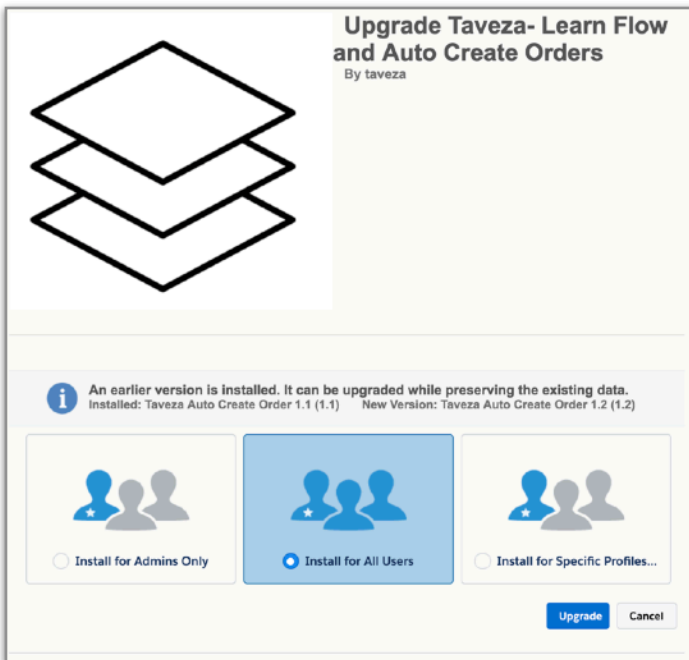 Upgrade Taveza- Learn Flow
and Auto Create Orders
By taveza
An earlier version is installed. It can be upgraded while preserving the existing data.
Installed: Taveza Auto Create Order 1.1 (1.1) New Version: Taveza Auto Create Order 1.2 (1.2)
Install for Admins Only
Install for All Users
Install for Specific Profiles...
Upgrade
Cancel